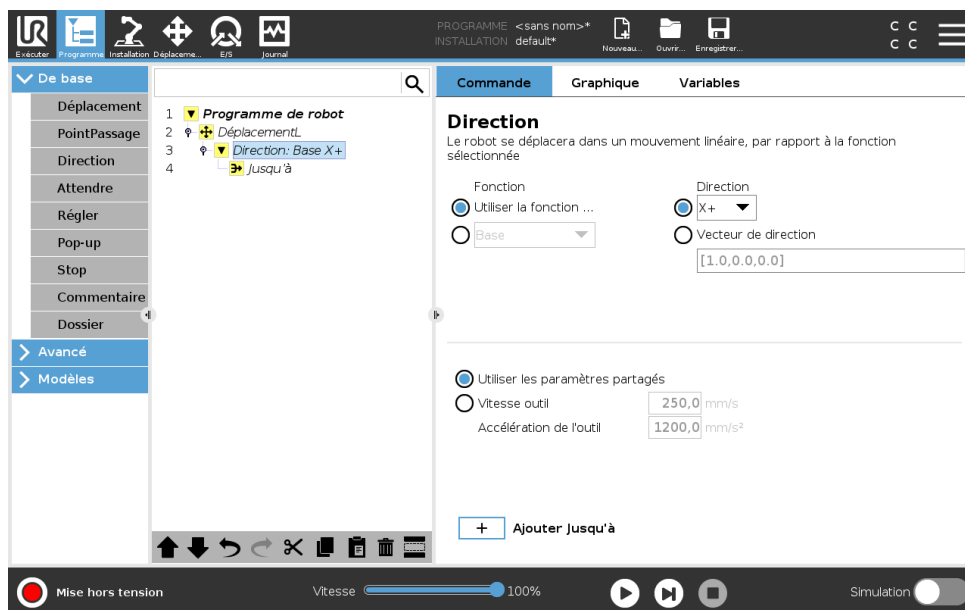 PROGRAMME <sans nom>*
INSTALLATION default*
Nouveau... Ouvrir... Enregistrer...
C C
C C
Exécuter Programme Installation Déplaceme... E/S Journal
De base
Déplacement
PointPassage
Direction
Attendre
Régler
Pop-up
Stop
Commentaire
Dossier
Avancé
Modèles
1 Programme de robot
2 DéplacementL
3 Direction: Base X+
4 Jusqu'à
Commande Graphique Variables
Direction
Le robot se déplacera dans un mouvement linéaire, par rapport à la fonction
sélectionnée
Fonction Direction
Utiliser la fonction ... X+
Base Vecteur de direction
[1.0,0.0,0.0]
Utiliser les paramètres partagés
Vitesse outil 250,0 mm/s
Accélération de l'outil 1200,0 mm/s²
+ Ajouter Jusqu'à
Mise hors tension Vitesse 100% Simulation